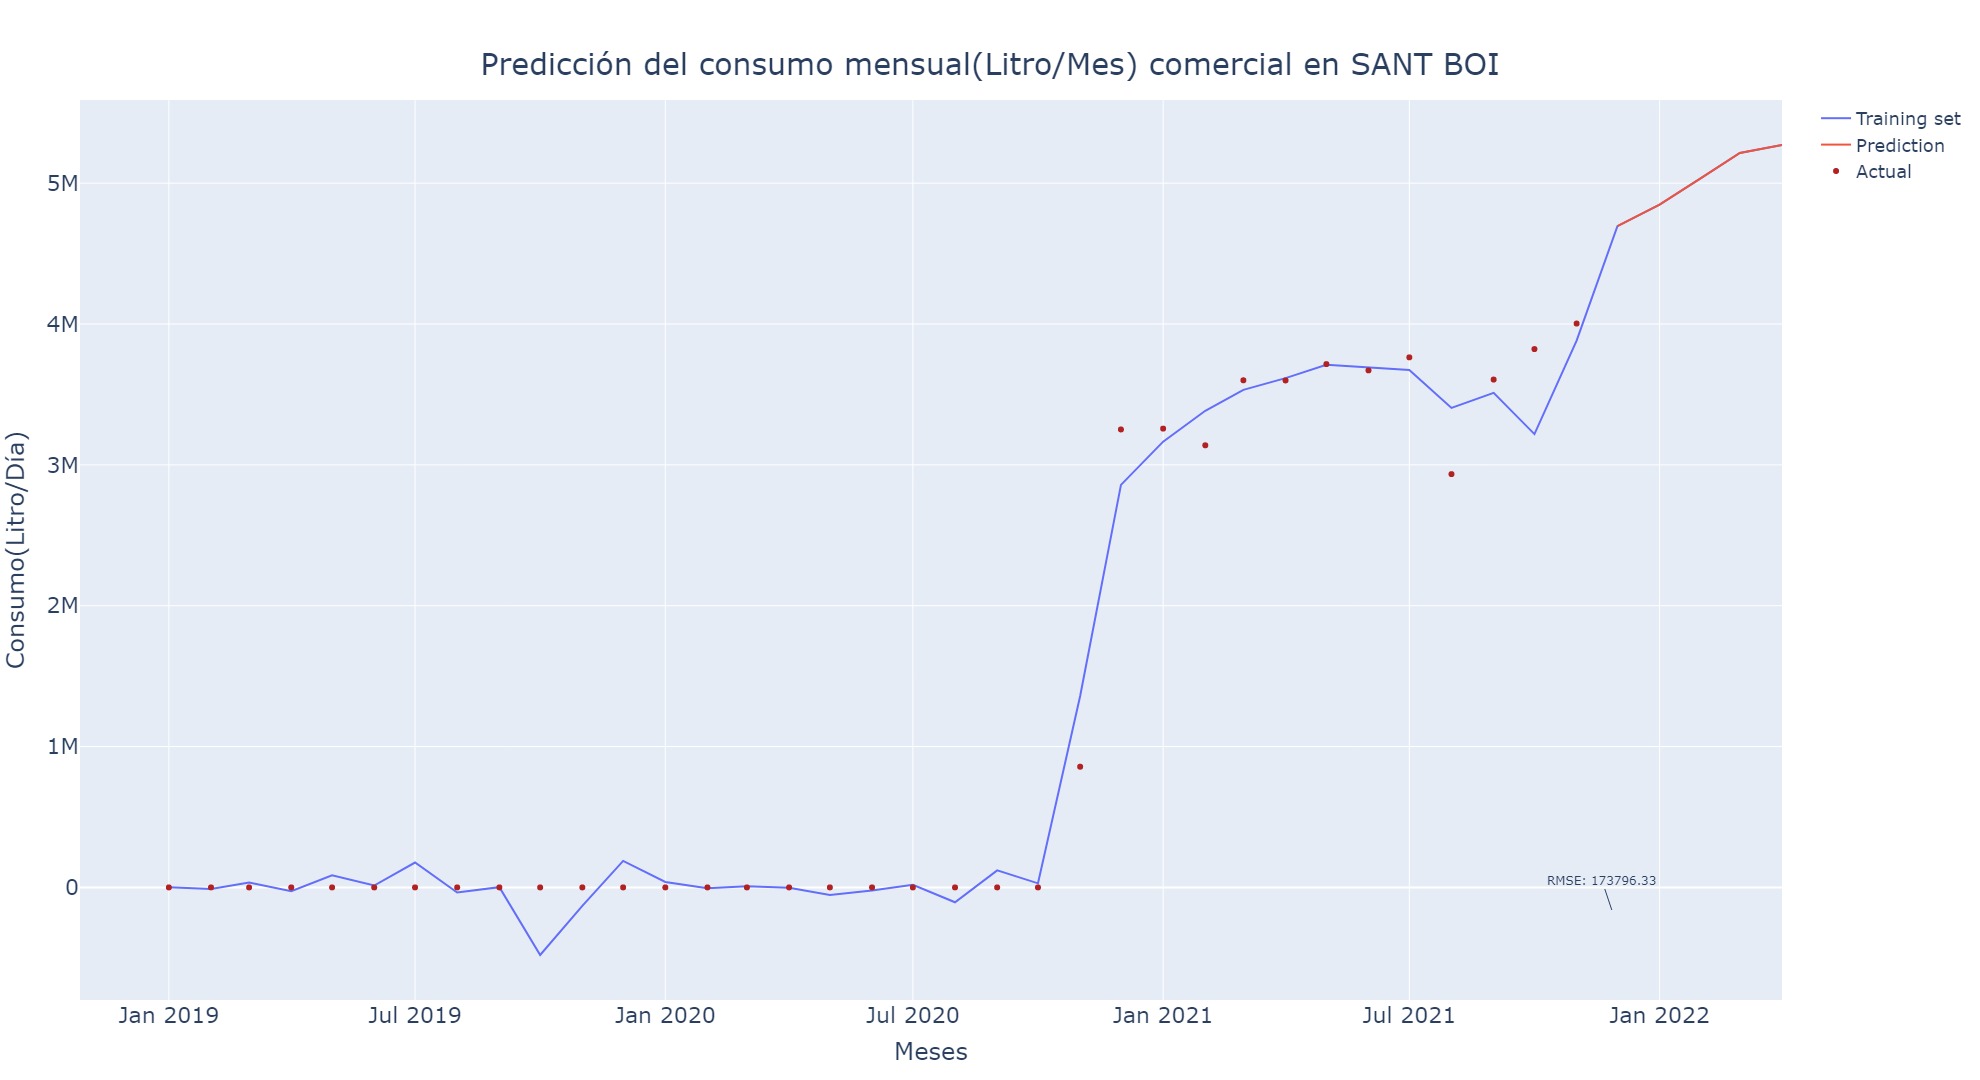 Predicción del consumo mensual(Litro/Mes) comercial en SANT BOI
Training set
Prediction
Actual
Consumo(Litro/Día)
5M
4M
3M
2M
1M
0
RMSE: 173796.33
Jan 2019
Jul 2019
Jan 2020
Jul 2020
Jan 2021
Jul 2021
Jan 2022
Meses